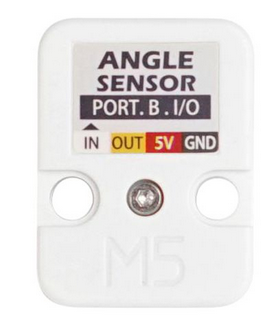 ANGLE
SENSOR
PORT.B.I/O
IN OUT 5V GND
M5